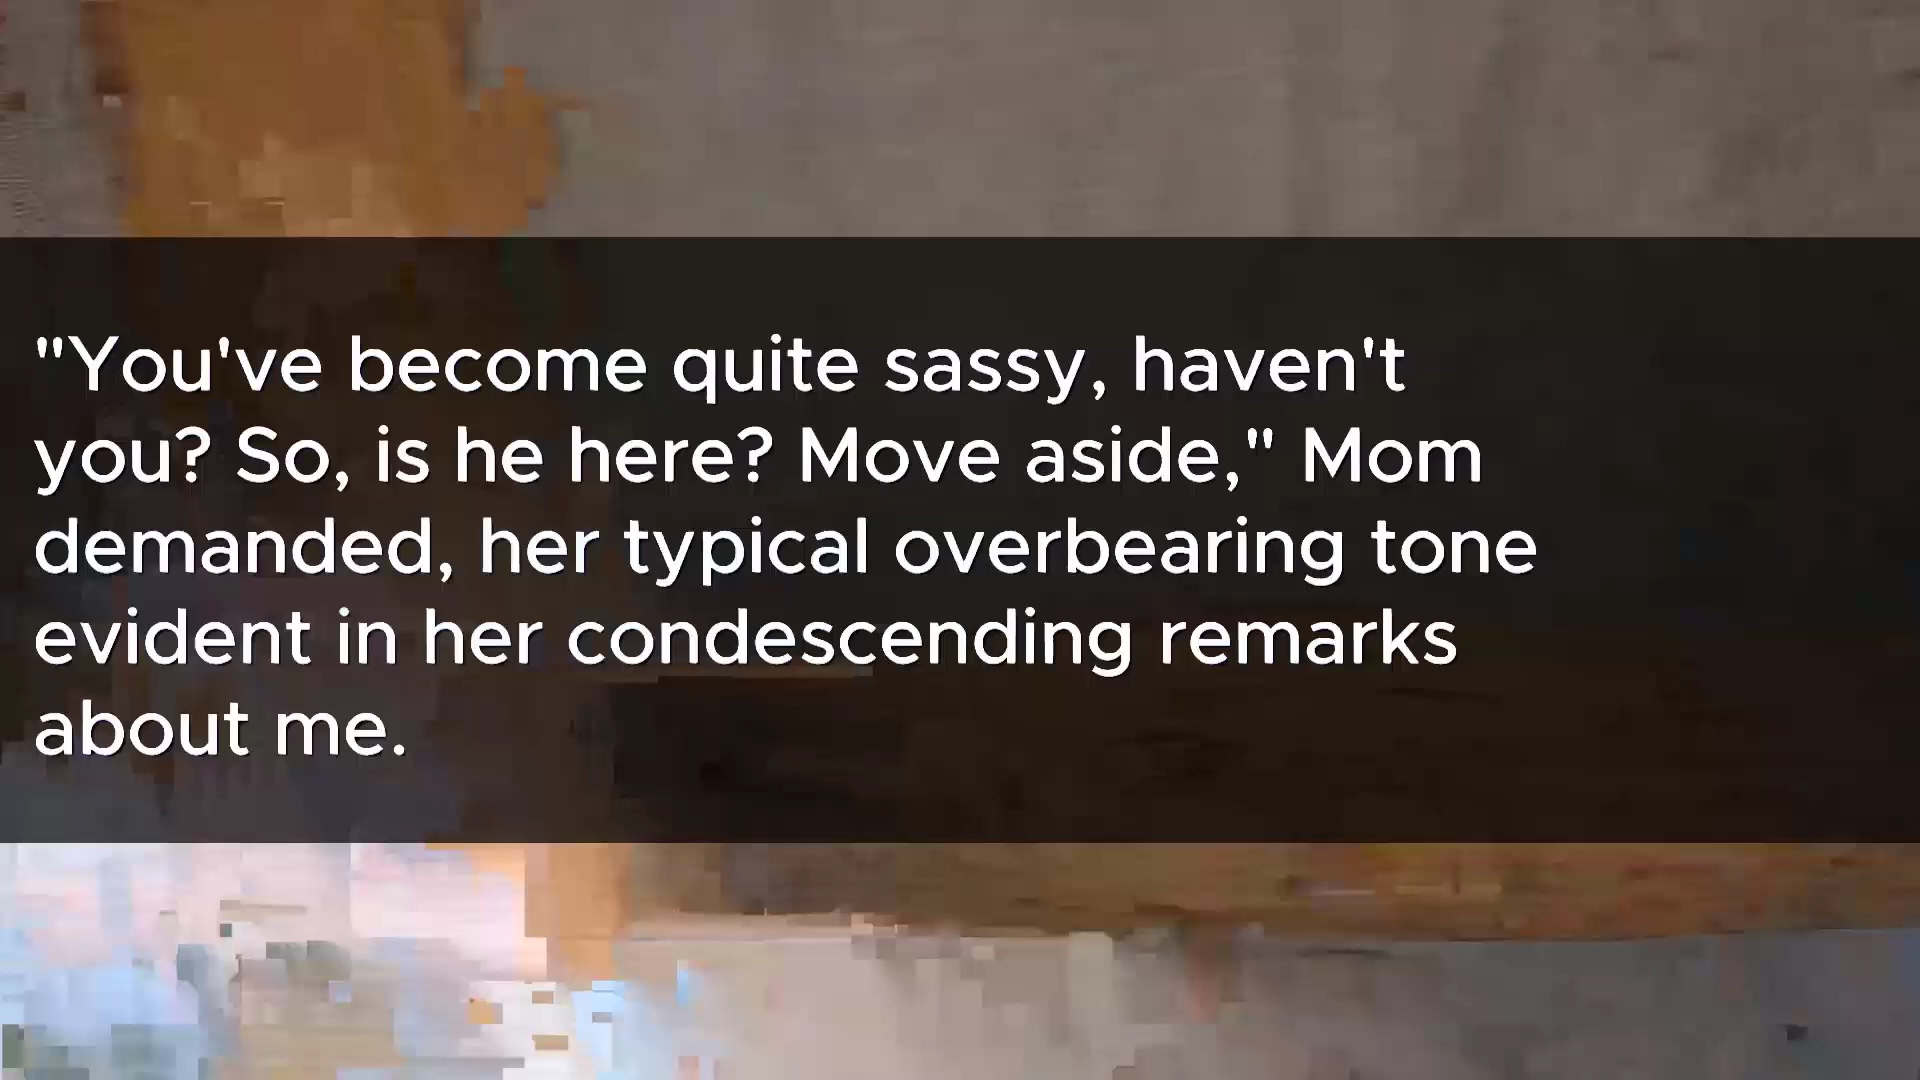 "You've become quite sassy, haven't
you? So, is he here? Move aside," Mom
demanded, her typical overbearing tone
evident in her condescending remarks
about me.